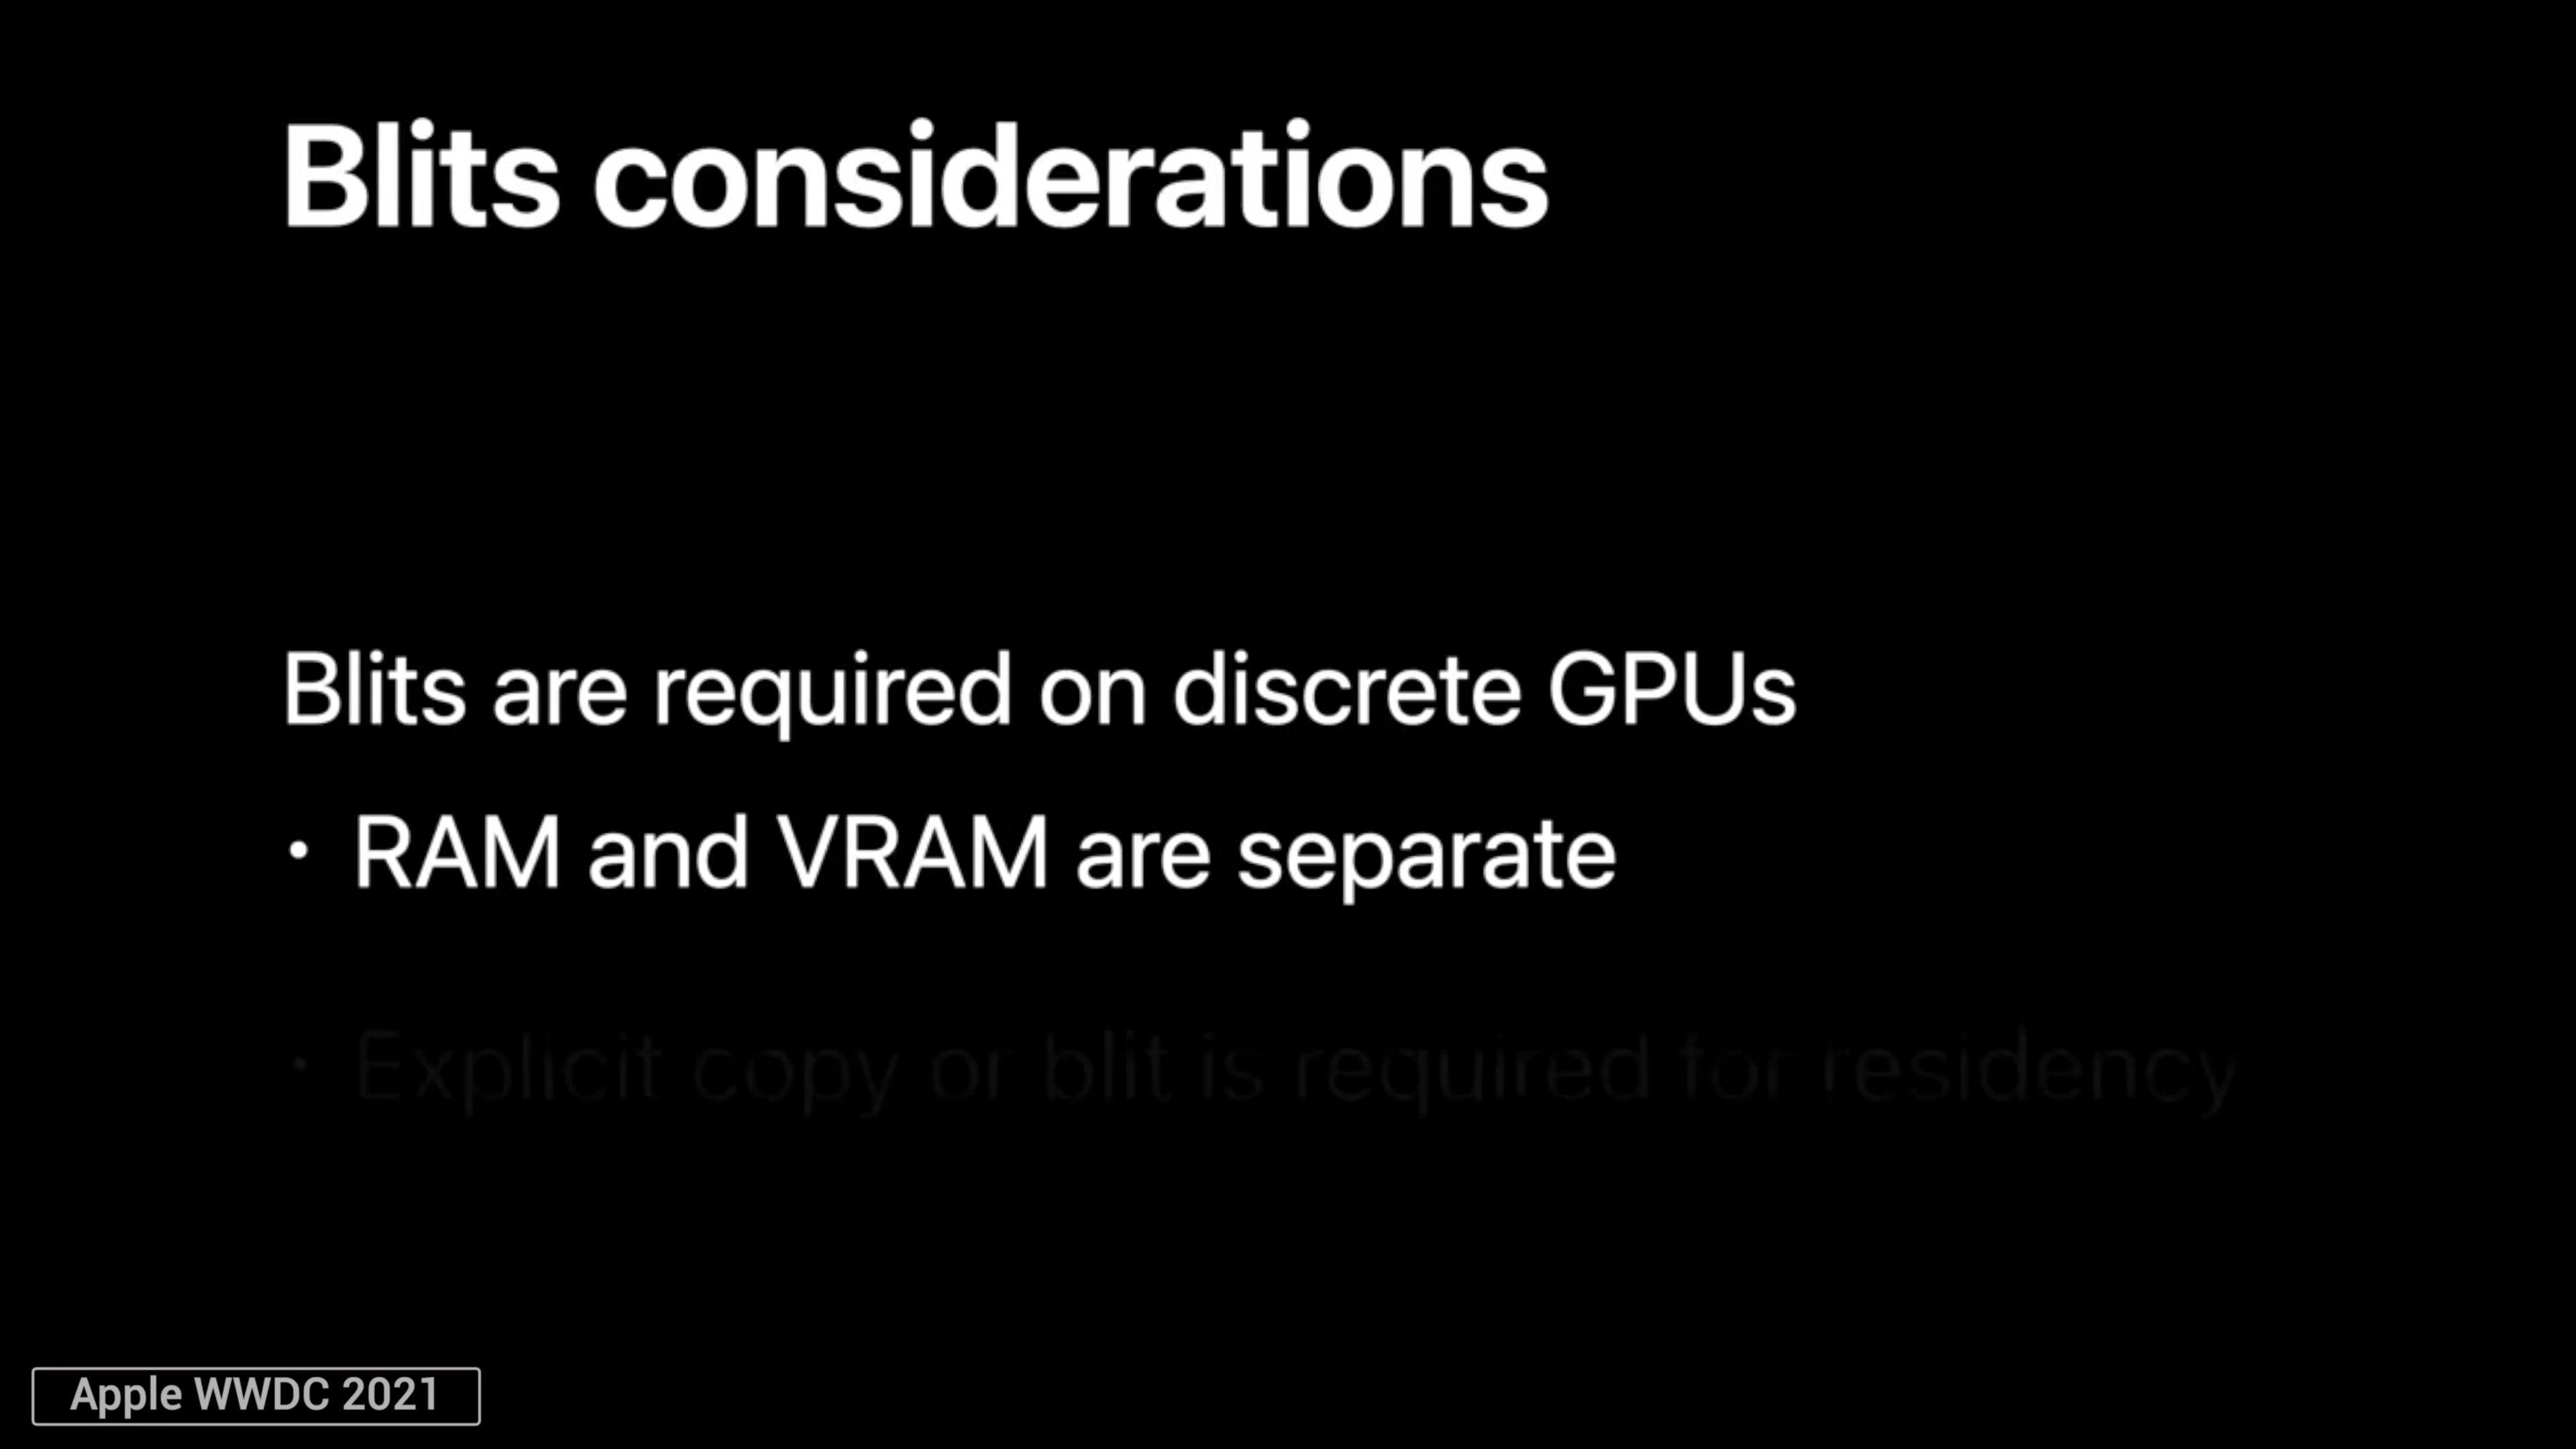 Blits considerations
Blits are required on discrete GPUs
• RAM and VRAM are separate
• Explicit copy or blit is required for residency
Apple WWDC 2021